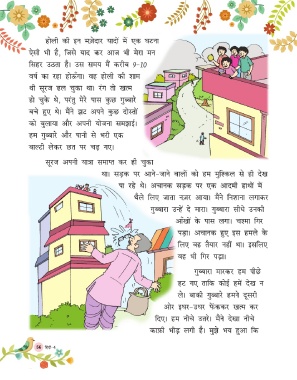 होली की इन मज़ेदार यादों में एक घटना
ऐसी भी है, जिसे याद कर आज भी मेरा मन
सिहर उठता है। उस समय मैं करीब 9-10
वर्ष का रहा होऊँगा। वह होली की शाम
थी सूरज ढल चुका था। रंग तो खत्म
हो चुके थे, परंतु मेरे पास कुछ गुब्बारे
बचे हुए थे। मैंने झट अपने कुछ दोस्तों
को बुलाया और अपनी योजना समझाई।
हम गुब्बारे और पानी से भरी एक
बाल्टी लेकर छत पर चढ़ गए।
सूरज अपनी यात्रा समाप्त कर ही चुका
था। सड़क पर आने-जाने वालों को हम मुश्किल से ही देख
पा रहे थे। अचानक सड़क पर एक आदमी हाथों में
थैले लिए जाता नज़र आया। मैंने निशाना लगाकर
गुब्बारा उन्हें दे मारा। गुब्बारा सीधे उनकी
आँखों के पास लगा। चश्मा गिर
पड़ा। अचानक हुए इस हमले के
लिए वह तैयार नहीं था। इसलिए
वह भी गिर पड़ा।
गुब्बारा मारकर हम पीछे
हट गए ताकि कोई हमें देख न
ले। बाकी गुब्बारे हमने दूसरी
ओर इधर-उधर फेंककर खत्म कर
दिए। हम नीचे उतरे। मैंने देखा नीचे
काफ़ी भीड़ लगी है। मुझे भय हुआ कि
56 हिंदी-4